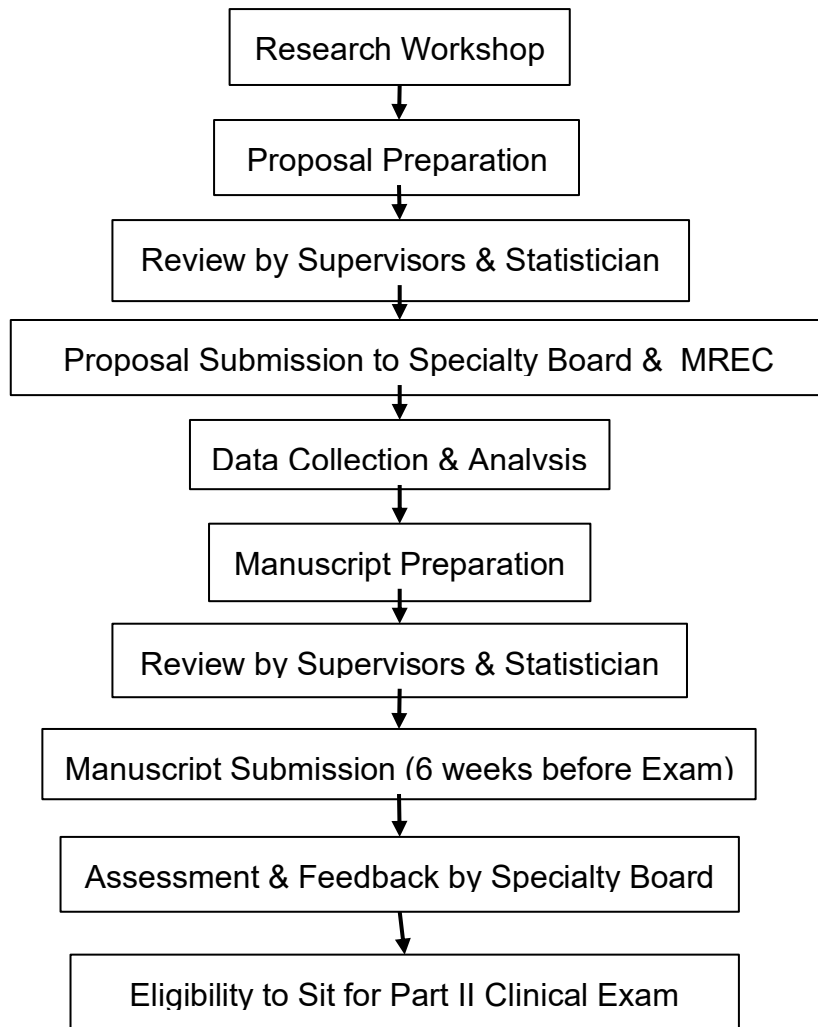 Research Workshop
Proposal Preparation
Review by Supervisors & Statistician
Proposal Submission to Specialty Board & MREC
Data Collection & Analysis
Manuscript Preparation
Review by Supervisors & Statistician
Manuscript Submission (6 weeks before Exam)
Assessment & Feedback by Specialty Board
Eligibility to Sit for Part II Clinical Exam